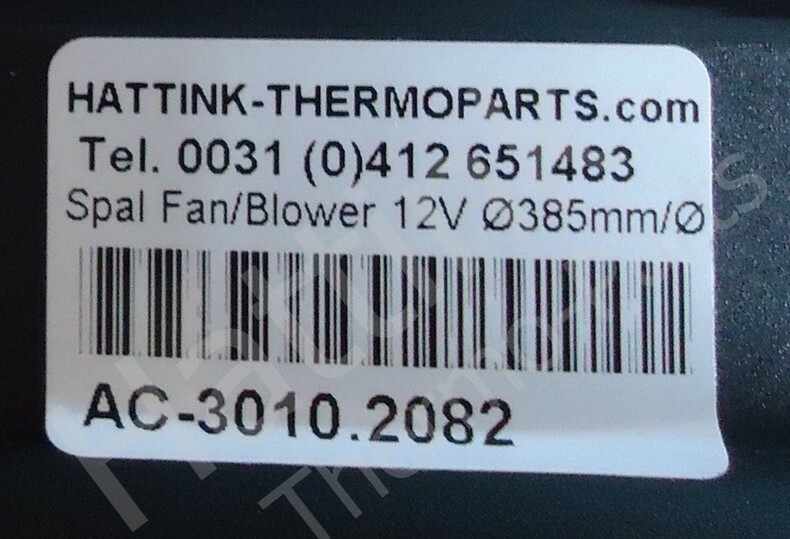 HATTINK-THERMOPARTS.com
Tel. 0031 (0)412 651483
Spal Fan/Blower 12V Ø385mm/Ø
AC-3010.2082